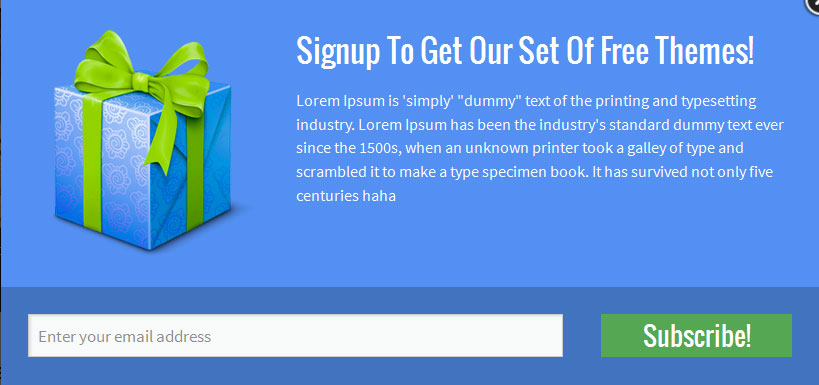 Signup To Get Our Set Of Free Themes!
Lorem Ipsum is 'simply' "dummy" text of the printing and typesetting
industry. Lorem Ipsum has been the industry's standard dummy text ever
since the 1500s, when an unknown printer took a galley of type and
scrambled it to make a type specimen book. It has survived not only five
centuries haha
Enter your email address
Subscribe!